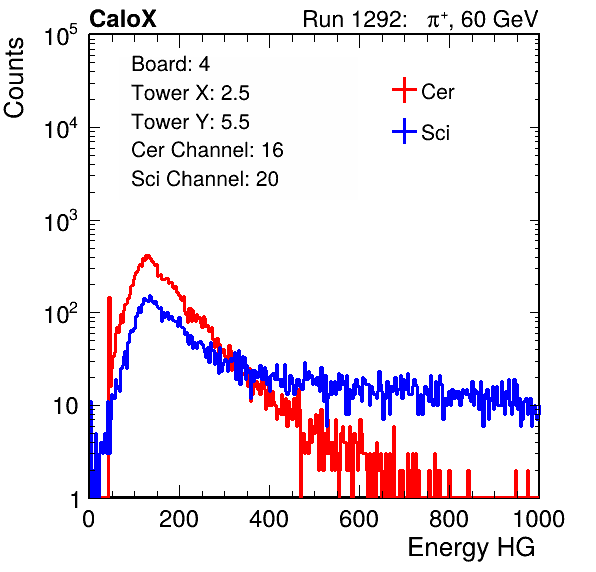 CaloX Run 1292: π⁺, 60 GeV
Counts
Board: 4
Tower X: 2.5
Tower Y: 5.5
Cer Channel: 16
Sci Channel: 20
Cer
Sci
10⁵
10⁴
10³
10²
10
1
0 200 400 600 800 1000
Energy HG